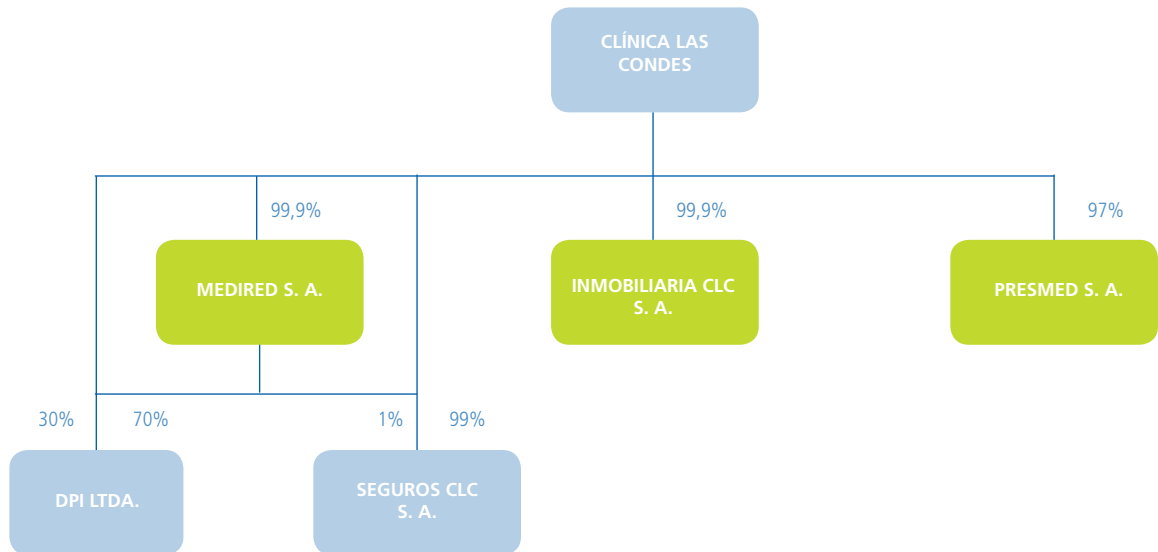 CLÍNICA LAS
CONDES
99,9%
99,9%
97%
MEDIRED S. A.
INMOBILIARIA CLC
S. A.
PRESMED S. A.
30%
70%
1%
99%
DPI LTDA.
SEGUROS CLC
S. A.